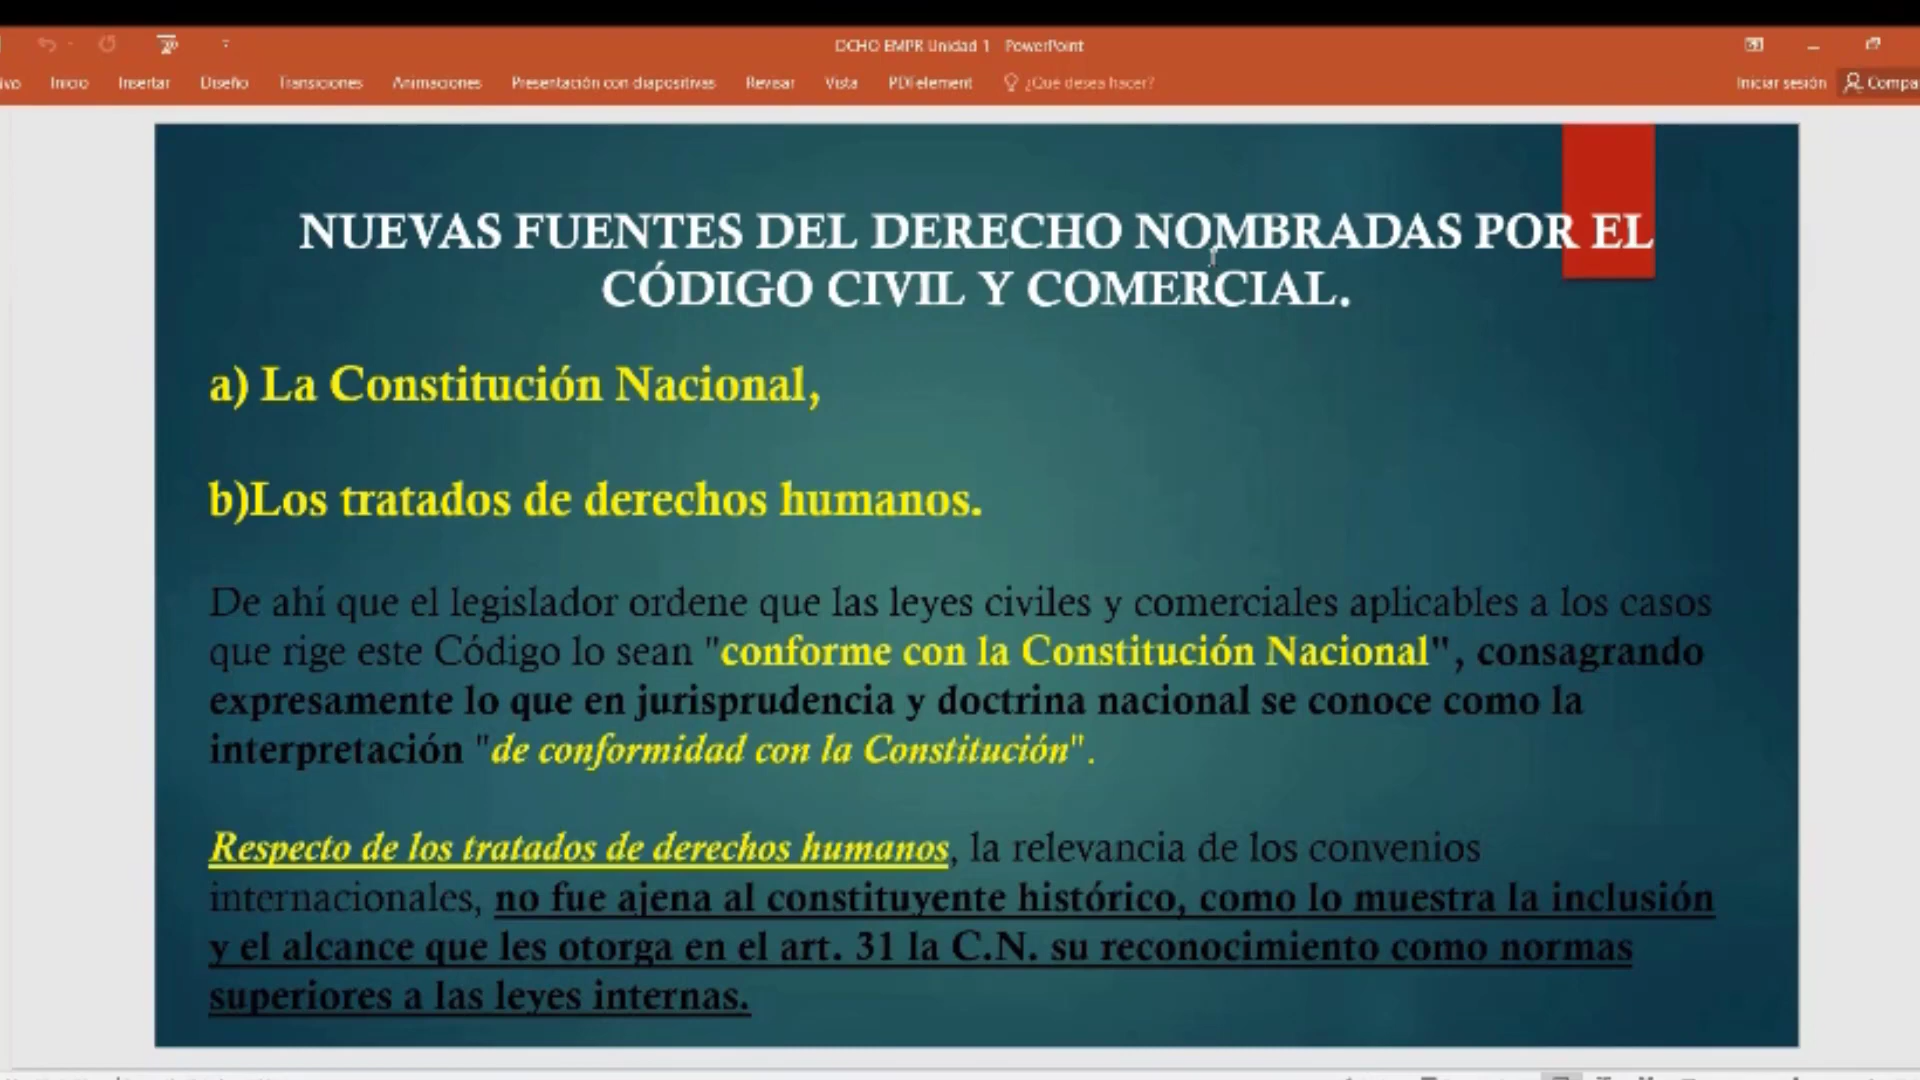 DCHO EMPR Unidad 1 PowerPoint
Inicio Insertar Diseño Transiciones Animaciones Presentación con diapositivas Revisar Vista PDFelement ¿Qué desea hacer? Iniciar sesión
NUEVAS FUENTES DEL DERECHO NOMBRADAS POR EL
CÓDIGO CIVIL Y COMERCIAL.
a) La Constitución Nacional,
b)Los tratados de derechos humanos.
De ahí que el legislador ordene que las leyes civiles y comerciales aplicables a los casos
que rige este Código lo sean "conforme con la Constitución Nacional", consagrando
expresamente lo que en jurisprudencia y doctrina nacional se conoce como la
interpretación "de conformidad con la Constitución".
Respecto de los tratados de derechos humanos, la relevancia de los convenios
internacionales, no fue ajena al constituyente histórico, como lo muestra la inclusión
y el alcance que les otorga en el art. 31 la C.N. su reconocimiento como normas
superiores a las leyes internas.